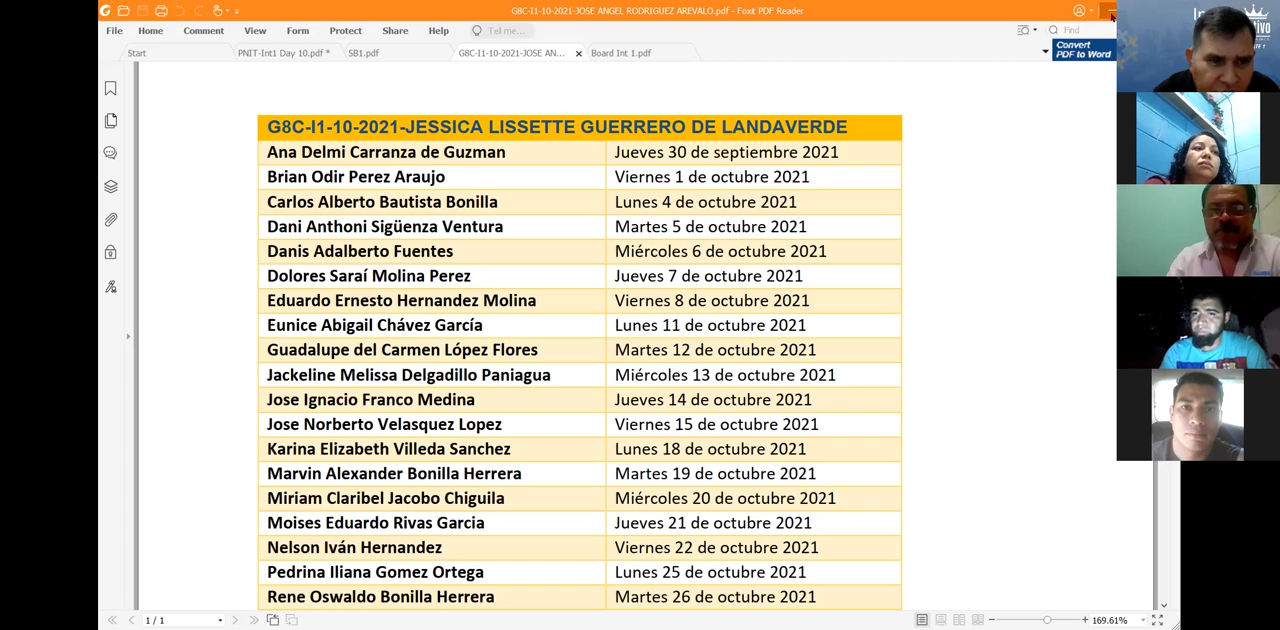 G8C-I1-10-2021-JOSE ANGEL RODRIGUEZ AREVALO.pdf - Foxit PDF Reader
File Home Comment View Form Protect Share Help Tell me... Find
Start PNIT-Int1 Day 10.pdf * SB1.pdf G8C-I1-10-2021-JOSE AN... Board Int 1.pdf
Convert
PDF to Word
G8C-I1-10-2021-JESSICA LISSETTE GUERRERO DE LANDAVERDE
Ana Delmi Carranza de Guzman Jueves 30 de septiembre 2021
Brian Odir Perez Araujo Viernes 1 de octubre 2021
Carlos Alberto Bautista Bonilla Lunes 4 de octubre 2021
Dani Anthoni Sigüenza Ventura Martes 5 de octubre 2021
Danis Adalberto Fuentes Miércoles 6 de octubre 2021
Dolores Saraí Molina Perez Jueves 7 de octubre 2021
Eduardo Ernesto Hernandez Molina Viernes 8 de octubre 2021
Eunice Abigail Chávez García Lunes 11 de octubre 2021
Guadalupe del Carmen López Flores Martes 12 de octubre 2021
Jackeline Melissa Delgadillo Paniagua Miércoles 13 de octubre 2021
Jose Ignacio Franco Medina Jueves 14 de octubre 2021
Jose Norberto Velasquez Lopez Viernes 15 de octubre 2021
Karina Elizabeth Villeda Sanchez Lunes 18 de octubre 2021
Marvin Alexander Bonilla Herrera Martes 19 de octubre 2021
Miriam Claribel Jacobo Chiguila Miércoles 20 de octubre 2021
Moises Eduardo Rivas Garcia Jueves 21 de octubre 2021
Nelson Iván Hernandez Viernes 22 de octubre 2021
Pedrina Iliana Gomez Ortega Lunes 25 de octubre 2021
Rene Oswaldo Bonilla Herrera Martes 26 de octubre 2021
1 / 1 169.61%